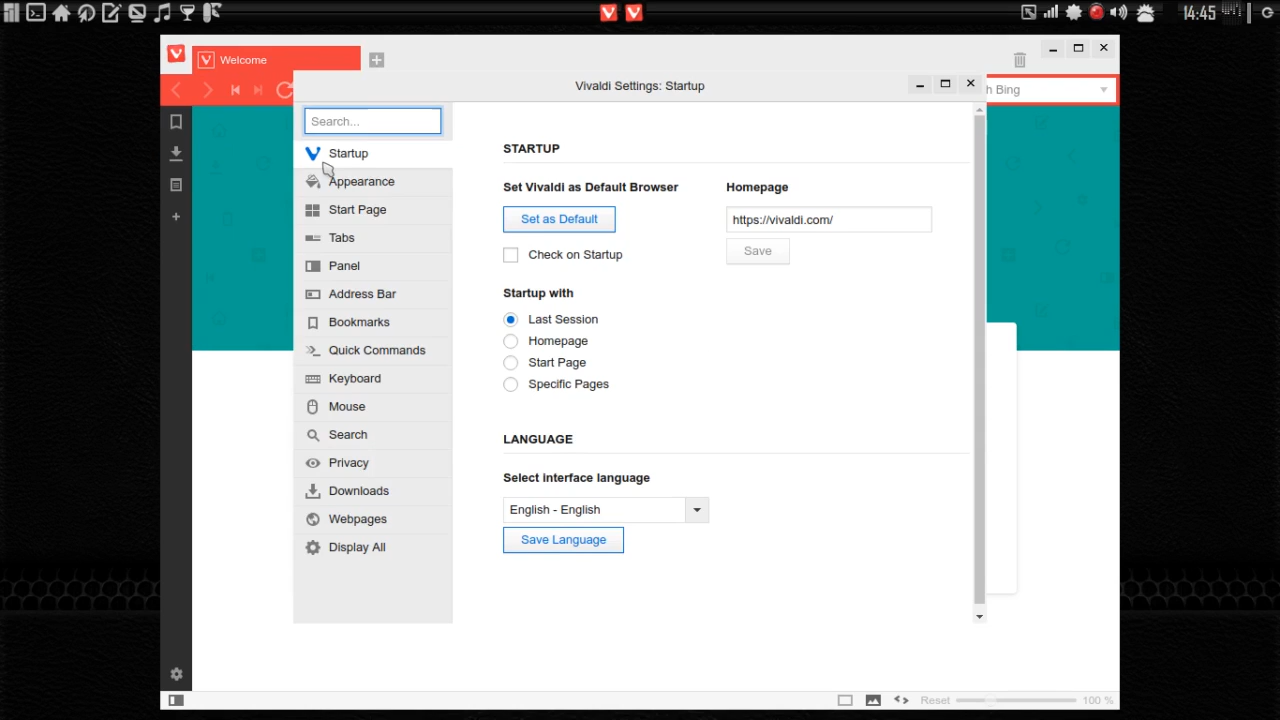 14:45
Welcome
Vivaldi Settings: Startup
h Bing
Search...
Startup
Appearance
Start Page
Tabs
Panel
Address Bar
Bookmarks
Quick Commands
Keyboard
Mouse
Search
Privacy
Downloads
Webpages
Display All
STARTUP
Set Vivaldi as Default Browser
Set as Default
Check on Startup
Homepage
https://vivaldi.com/
Save
Startup with
Last Session
Homepage
Start Page
Specific Pages
LANGUAGE
Select interface language
English - English
Save Language
Reset 100 %